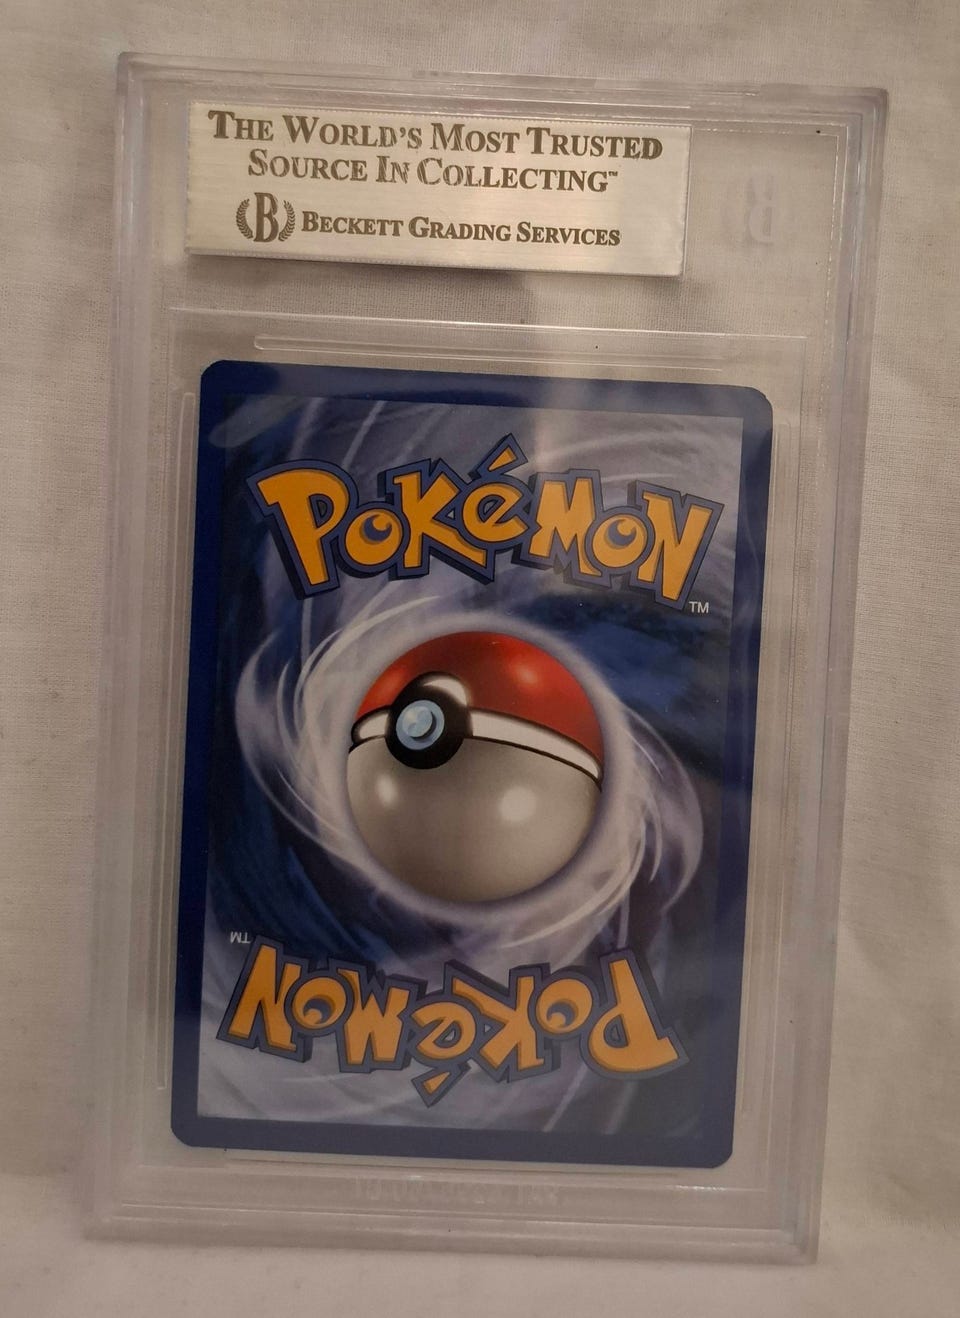 THE WORLD'S MOST TRUSTED
SOURCE IN COLLECTING™
B BECKETT GRADING SERVICES
B
POKéMON
TM
TM
POKéMON